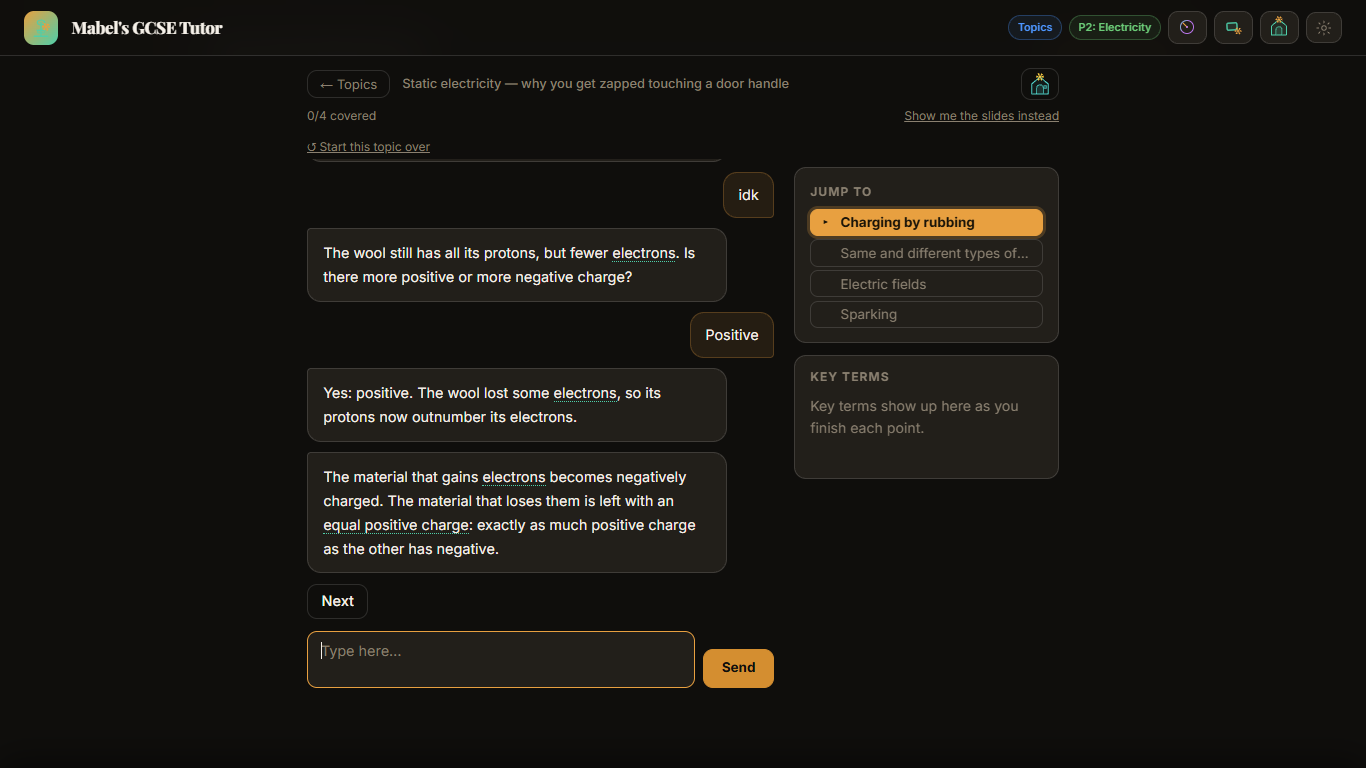 Mabel's GCSE Tutor
Topics
P2: Electricity
← Topics
Static electricity — why you get zapped touching a door handle
0/4 covered
Show me the slides instead
↺ Start this topic over
idk
The wool still has all its protons, but fewer electrons. Is
there more positive or more negative charge?
Positive
Yes: positive. The wool lost some electrons, so its
protons now outnumber its electrons.
The material that gains electrons becomes negatively
charged. The material that loses them is left with an
equal positive charge: exactly as much positive charge
as the other has negative.
Next
Type here...
Send
JUMP TO
▸ Charging by rubbing
Same and different types of...
Electric fields
Sparking
KEY TERMS
Key terms show up here as you
finish each point.